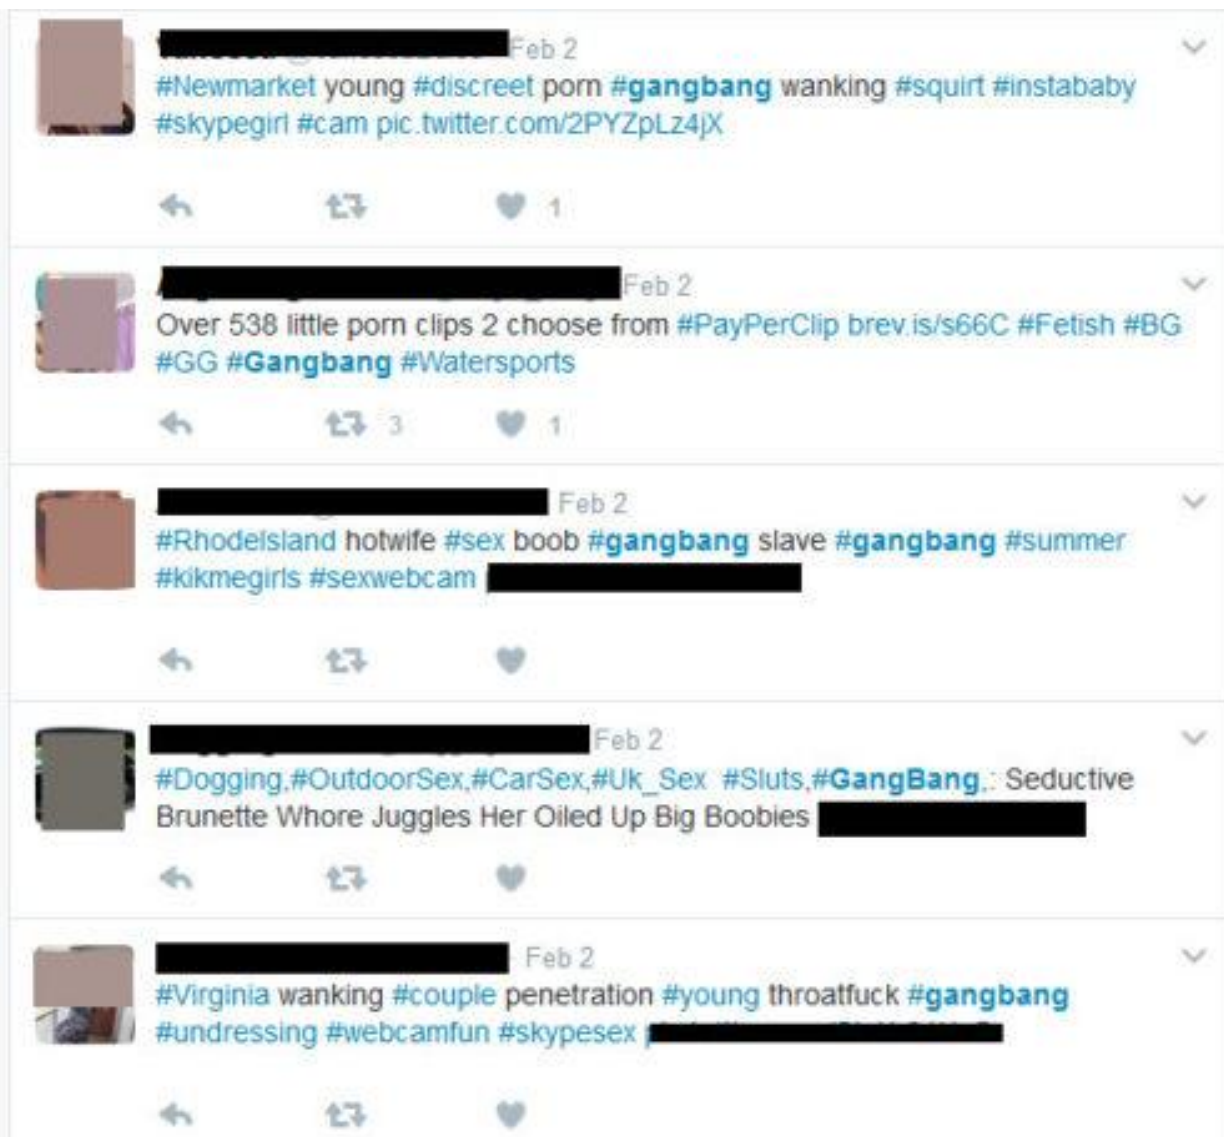 Feb 2
#Newmarket young #discreet porn #gangbang wanking #squirt #instababy
#skypegirl #cam pic.twitter.com/2PYZpLz4jX
1
Feb 2
Over 538 little porn clips 2 choose from #PayPerClip brev.is/s66C #Fetish #BG
#GG #Gangbang #Watersports
3 1
Feb 2
#RhodeIsland hotwife #sex boob #gangbang slave #gangbang #summer
#kikmegirls #sexwebcam
Feb 2
#Dogging,#OutdoorSex,#CarSex,#Uk_Sex #Sluts,#GangBang,: Seductive
Brunette Whore Juggles Her Oiled Up Big Boobies
Feb 2
#Virginia wanking #couple penetration #young throatfuck #gangbang
#undressing #webcamfun #skypesex